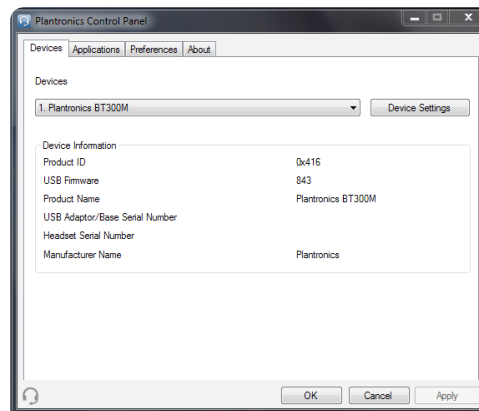 Plantronics Control Panel
Devices Applications Preferences About
Devices
1. Plantronics BT300M Device Settings
Device Information
Product ID 0x416
USB Firmware 843
Product Name Plantronics BT300M
USB Adaptor/Base Serial Number
Headset Serial Number
Manufacturer Name Plantronics
OK Cancel Apply